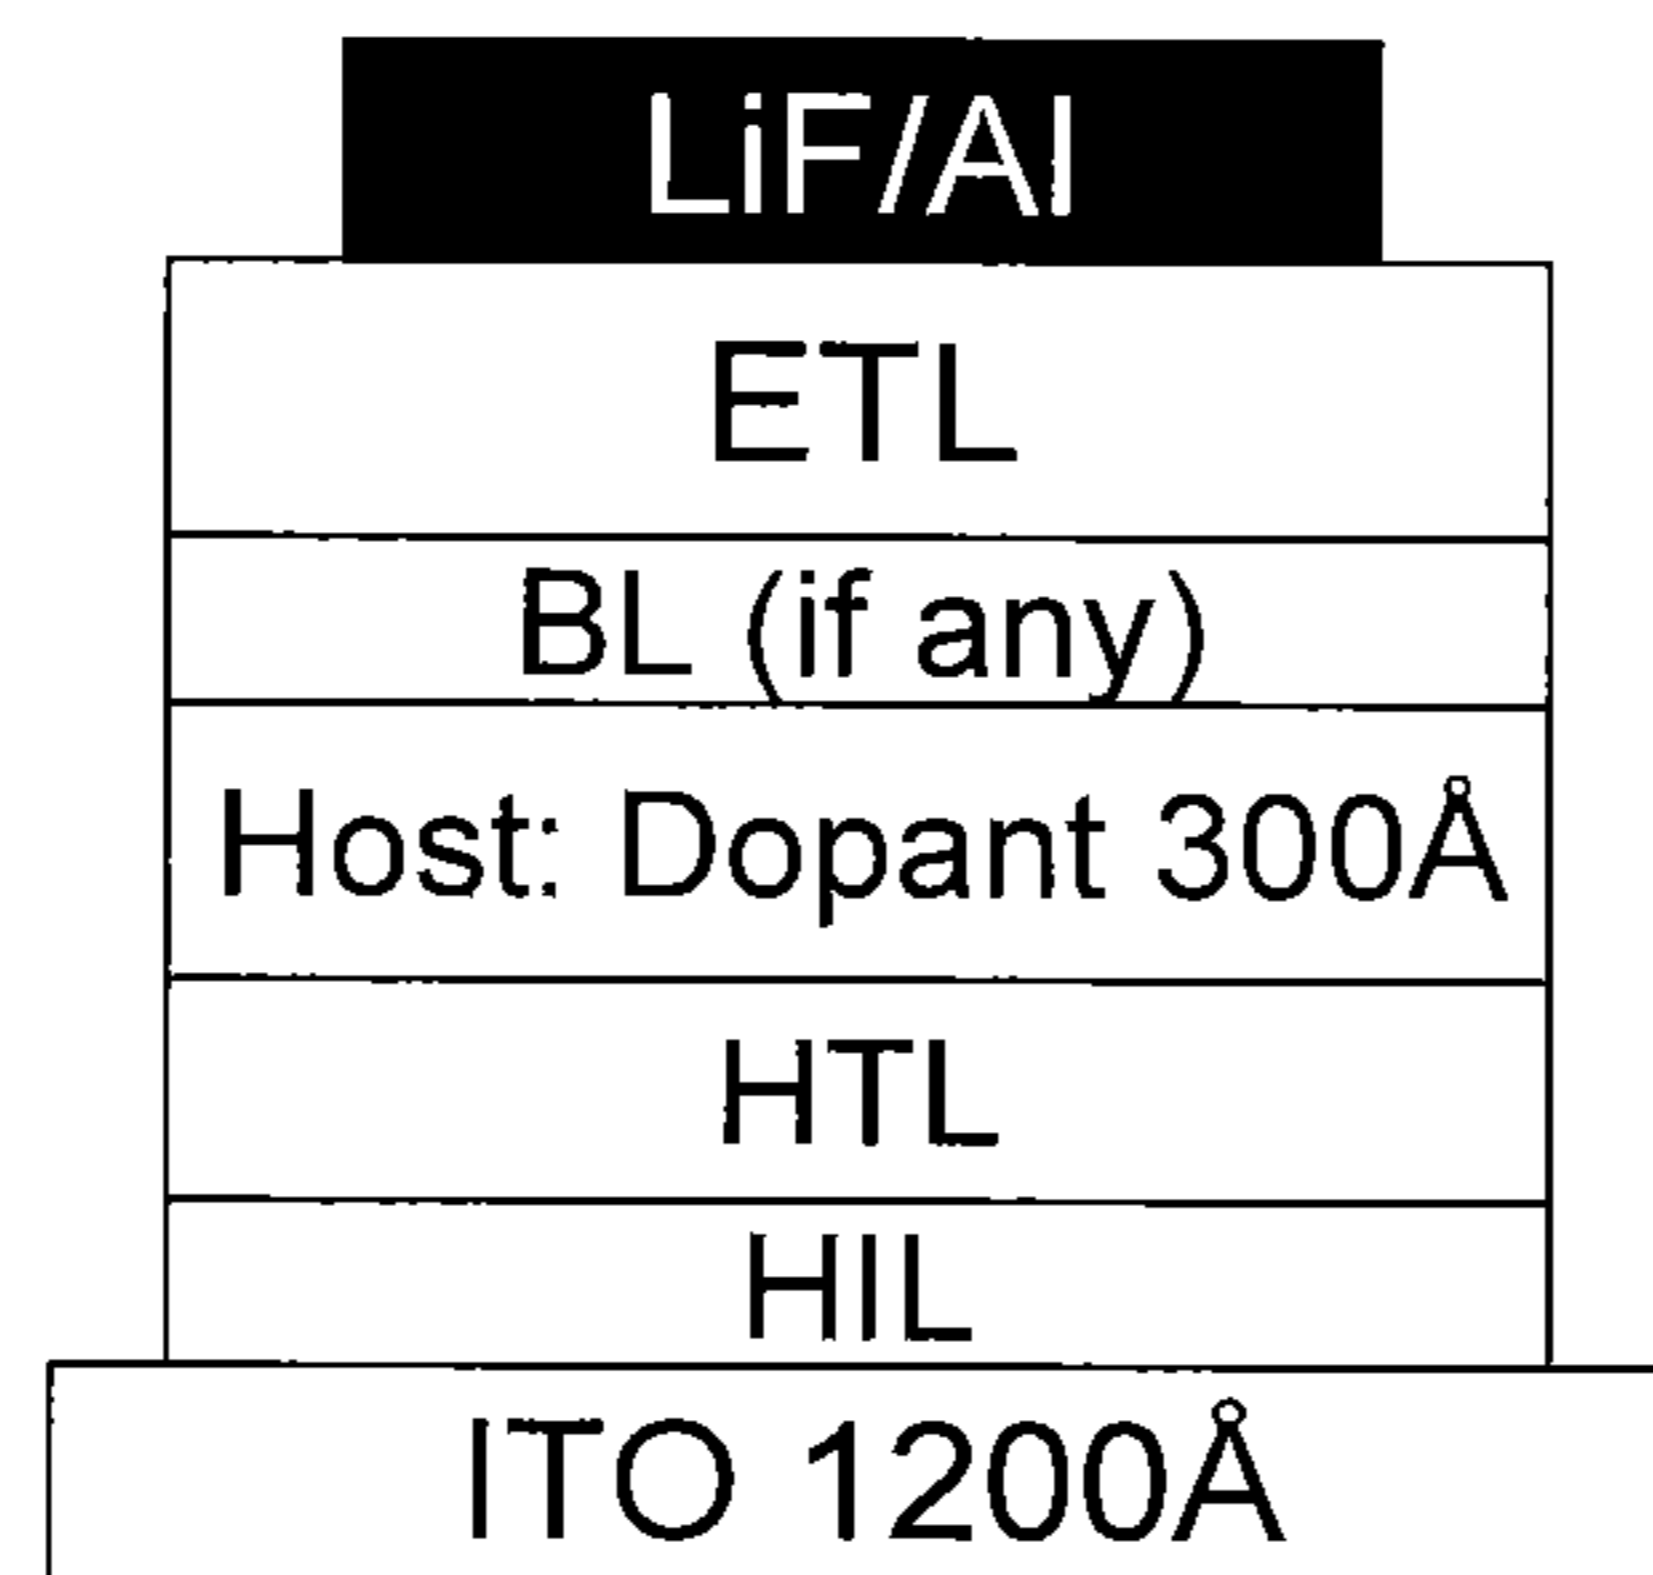 LiF/Al
ETL
BL (if any)
Host: Dopant 300Å
HTL
HIL
ITO 1200Å